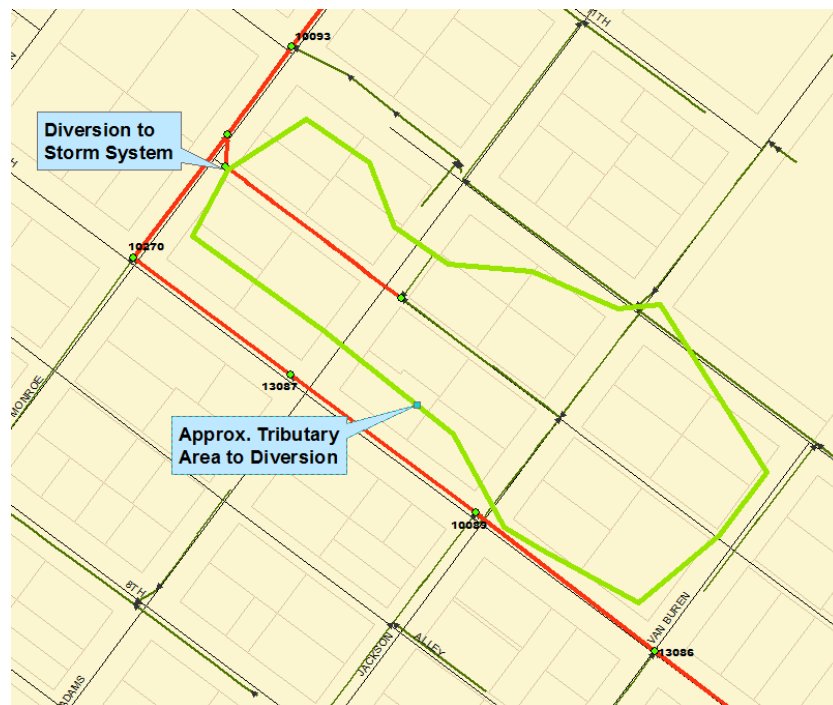 11TH
10093
Diversion to
Storm System
10270
13087
MONROE
Approx. Tributary
Area to Diversion
10089
8TH
VAN BUREN
13086
JACKSON
ALLEY
ADAMS